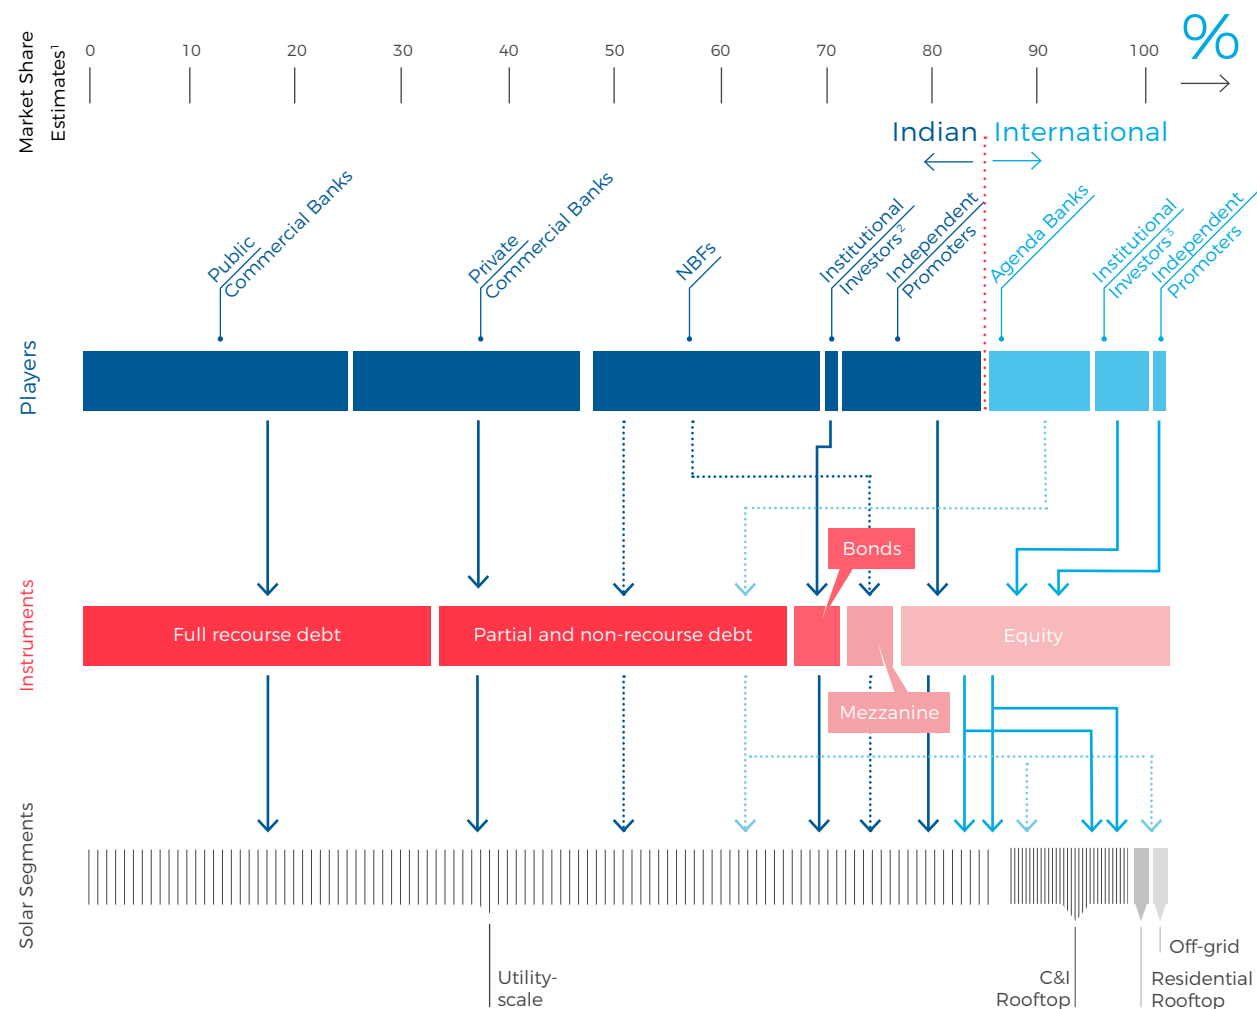 Market Share
Estimates¹
0 10 20 30 40 50 60 70 80 90 100
%
Indian International
Public
Commercial Banks
Private
Commercial Banks
NBFs
Institutional
Investors²
Independent
Promoters
Agenda Banks
Institutional
Investors³
Independent
Promoters
Players
Bonds
Instruments
Full recourse debt
Partial and non-recourse debt
Equity
Mezzanine
Solar Segments
Utility-
scale
C&I
Rooftop
Off-grid
Residential
Rooftop